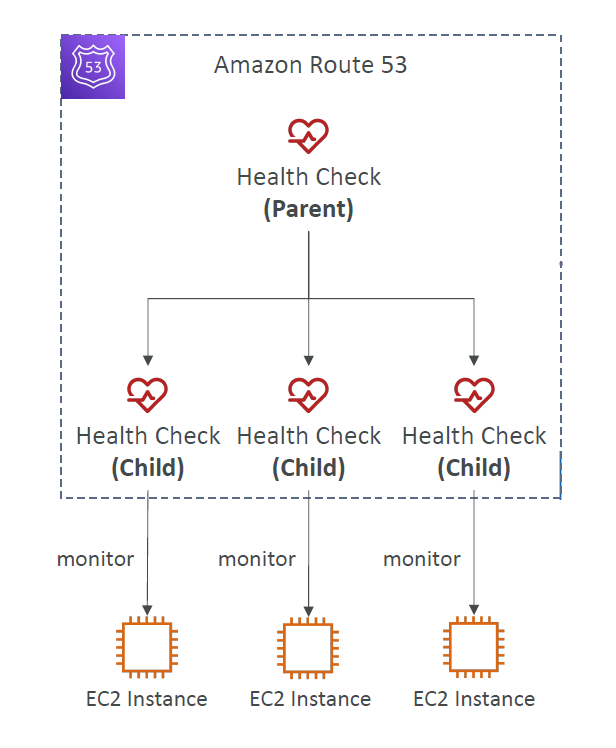 53
Amazon Route 53
Health Check
(Parent)
Health Check
(Child)
Health Check
(Child)
Health Check
(Child)
monitor
monitor
monitor
EC2 Instance
EC2 Instance
EC2 Instance